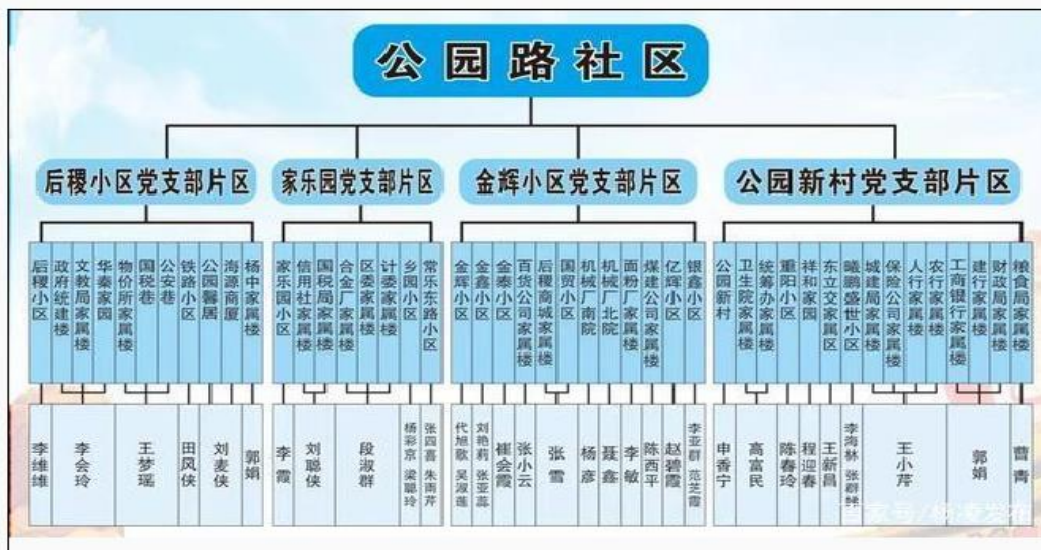 公园路社区
后稷小区党支部片区
家乐园党支部片区
金辉小区党支部片区
公园新村党支部片区
后稷小区
政府统建楼
文教局家属楼
华秦家园
物价所家属楼
国税巷
公安巷
铁路小区
公园馨居
海源商厦
杨中家属楼
家乐园小区
信用社家属楼
国税局家属楼
合金厂家属楼
区委家属楼
计委家属楼
乡园小区
常乐东路小区
金辉小区
金鑫小区
金泰小区
百货公司家属楼
后稷商城家属楼
国贸小区
机械厂南院
机械厂北院
面粉厂家属楼
煤建公司家属楼
亿辉小区
银鑫小区
公园新村
卫生院家属楼
统筹办家属楼
重阳小区
祥和家园
东立交家属楼
曦鹏盛世小区
城建局家属楼
保险公司家属楼
人行家属楼
农行家属楼
工商银行家属楼
建行家属楼
财政局家属楼
粮食局家属楼
李维维
李会玲
王梦瑶
田风侠
刘麦侠
郭娟
李霞
刘聪侠
段淑群
杨彩京 梁聪玲
张四喜 朱雨芹
代旭歌 吴淑莲
刘艳莉 张亚蕊
崔会霞
张小云
张雪
杨彦
聂鑫
李敏
陈西平
赵碧霞
李亚群 范芝霞
申香宁
高富民
陈春玲
程迎春
王新昌
李海林
王小芹
郭娟
曹青